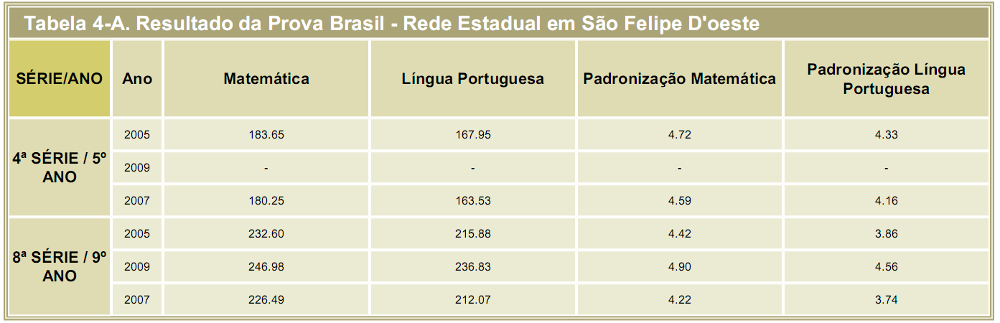 Tabela 4-A. Resultado da Prova Brasil - Rede Estadual em São Felipe D'oeste
SÉRIE/ANO Ano Matemática Língua Portuguesa Padronização Matemática Padronização Língua Portuguesa
4ª SÉRIE / 5º ANO
2005 183.65 167.95 4.72 4.33
2009 - - - -
2007 180.25 163.53 4.59 4.16
8ª SÉRIE / 9º ANO
2005 232.60 215.88 4.42 3.86
2009 246.98 236.83 4.90 4.56
2007 226.49 212.07 4.22 3.74